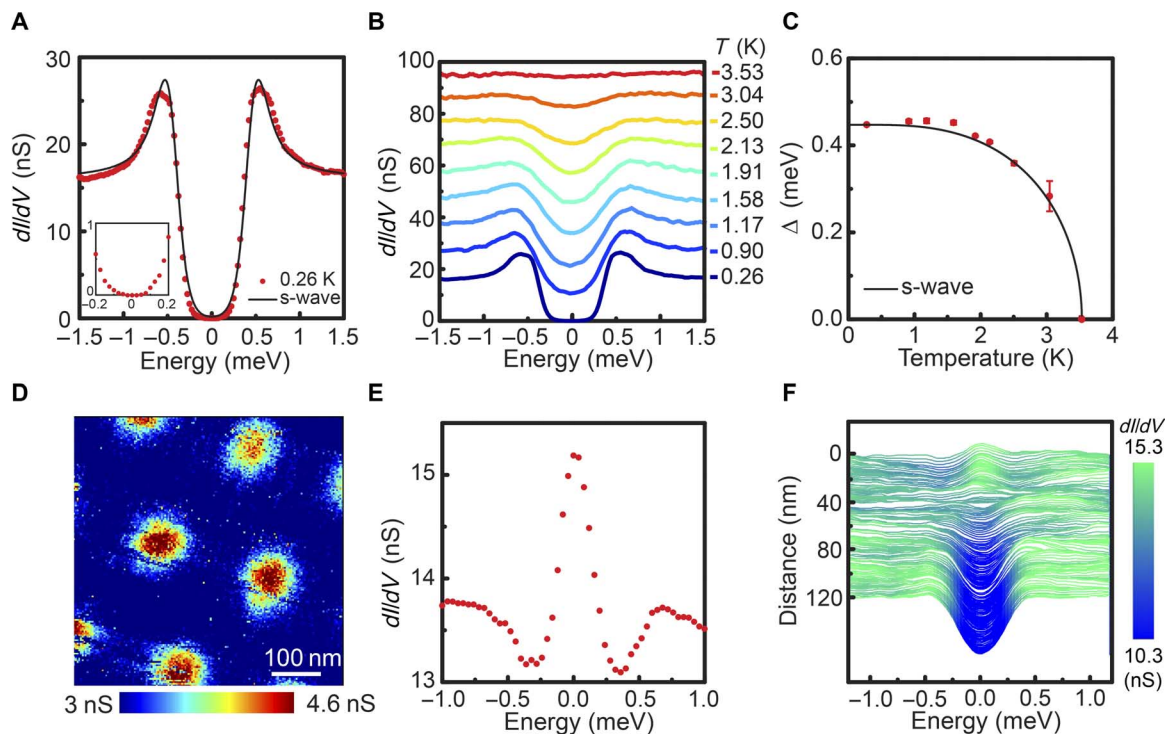 A
dI/dV (nS)
30
20
10
0
1
0
−0.2
0
0.2
0.26 K
s-wave
−1.5
−1.0
−0.5
0
0.5
1.0
1.5
Energy (meV)
B
dI/dV (nS)
100
80
60
40
20
0
T (K)
3.53
3.04
2.50
2.13
1.91
1.58
1.17
0.90
0.26
−1.5
−1.0
−0.5
0
0.5
1.0
1.5
Energy (meV)
C
Δ (meV)
0.6
0.4
0.2
0.0
s-wave
0
1
2
3
4
Temperature (K)
D
100 nm
3 nS
4.6 nS
E
dI/dV (nS)
15
14
13
−1.0
−0.5
0.0
0.5
1.0
Energy (meV)
F
Distance (nm)
0
40
80
120
−1.0
−0.5
0.0
0.5
1.0
Energy (meV)
dI/dV
15.3
10.3
(nS)